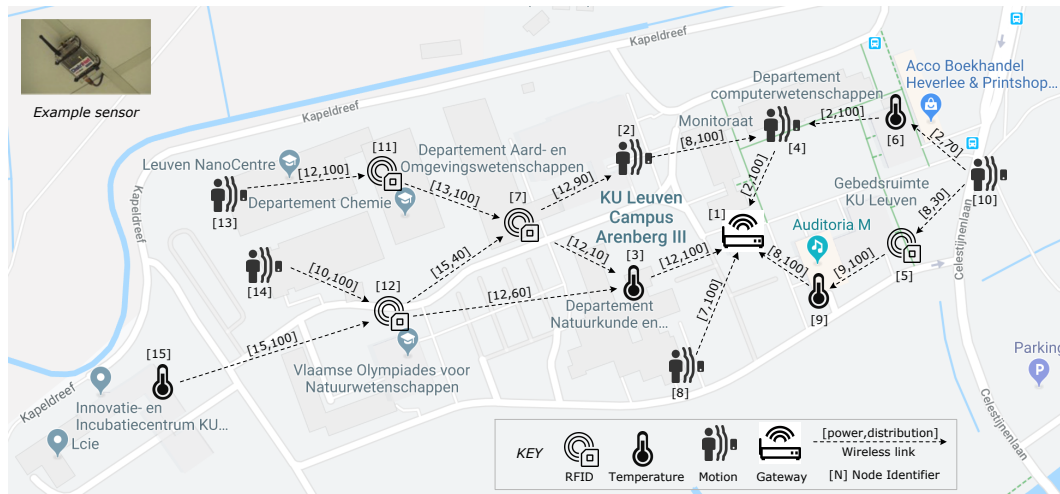 Example sensor
Kapeldreef
Kapeldreef
Kapeldreef
Kapeldreef
Acco Boekhandel
Heverlee & Printshop...
Departement
computerwetenschappen
Monitoraat
[4]
[6]
[2,100]
[2,70]
[10]
[2]
[8,100]
[2,100]
[11]
Departement Aard- en
Omgevingswetenschappen
Leuven NanoCentre
[12,100]
[13]
Departement Chemie
[13,100]
[7]
[12,90]
KU Leuven
Campus
Arenberg III
[1]
Gebedsruimte
KU Leuven
[8,30]
Auditoria M
[5]
[9,100]
[8,100]
[9]
[14]
[10,100]
[12]
[15,40]
[12,10]
[3]
[12,100]
[12,60]
Departement
Natuurkunde en...
[7,100]
[8]
[15]
[15,100]
Vlaamse Olympiades voor
Natuurwetenschappen
Innovatie- en
Incubatiecentrum KU...
Lcie
Celestijnenlaan
Celestijnenlaan
Parking
P
KEY
RFID
Temperature
Motion
Gateway
[power,distribution]
Wireless link
[N] Node Identifier